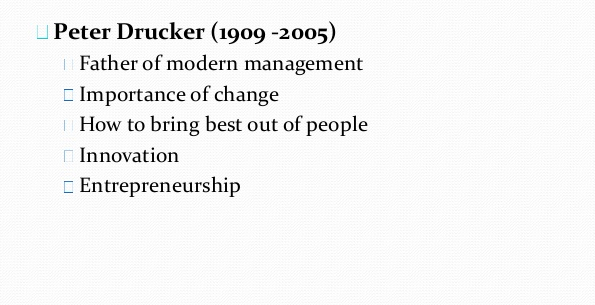 Peter Drucker (1909 -2005)
Father of modern management
Importance of change
How to bring best out of people
Innovation
Entrepreneurship